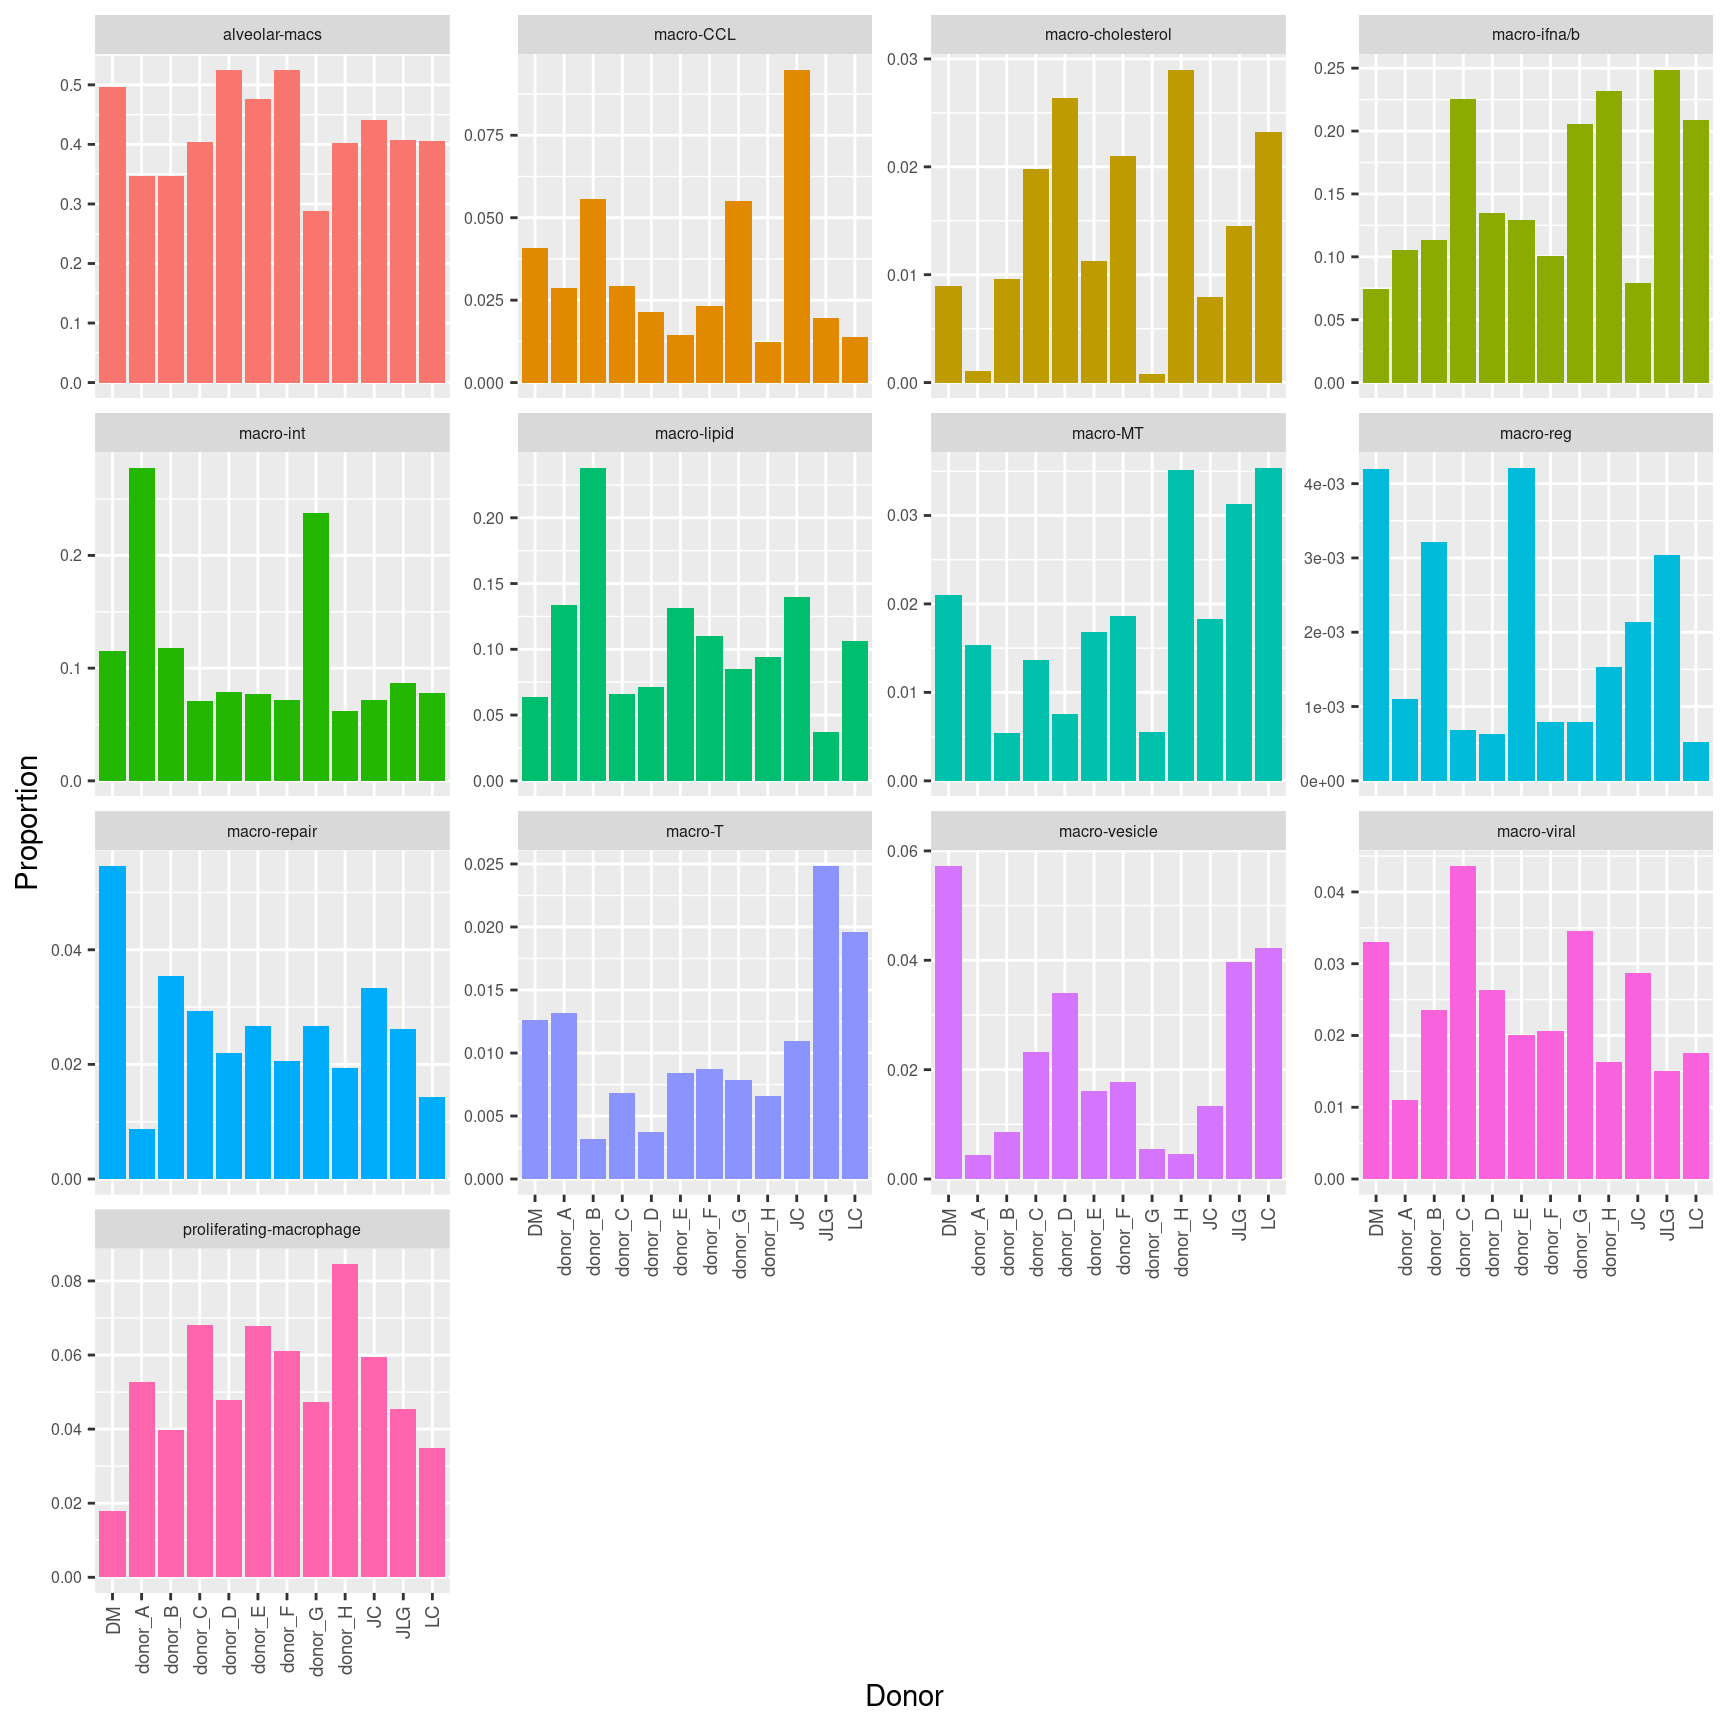 alveolar-macs
macro-CCL
macro-cholesterol
macro-ifna/b
0.5
0.4
0.3
0.2
0.1
0.0
0.075
0.050
0.025
0.000
0.03
0.02
0.01
0.00
0.25
0.20
0.15
0.10
0.05
0.00
macro-int
macro-lipid
macro-MT
macro-reg
0.2
0.1
0.0
0.20
0.15
0.10
0.05
0.00
0.03
0.02
0.01
0.00
4e-03
3e-03
2e-03
1e-03
0e+00
Proportion
macro-repair
macro-T
macro-vesicle
macro-viral
0.04
0.02
0.00
0.025
0.020
0.015
0.010
0.005
0.000
0.06
0.04
0.02
0.00
0.04
0.03
0.02
0.01
0.00
DM donor_A donor_B donor_C donor_D donor_E donor_F donor_G donor_H JC JLG LC
DM donor_A donor_B donor_C donor_D donor_E donor_F donor_G donor_H JC JLG LC
DM donor_A donor_B donor_C donor_D donor_E donor_F donor_G donor_H JC JLG LC
proliferating-macrophage
0.08
0.06
0.04
0.02
0.00
DM donor_A donor_B donor_C donor_D donor_E donor_F donor_G donor_H JC JLG LC
Donor